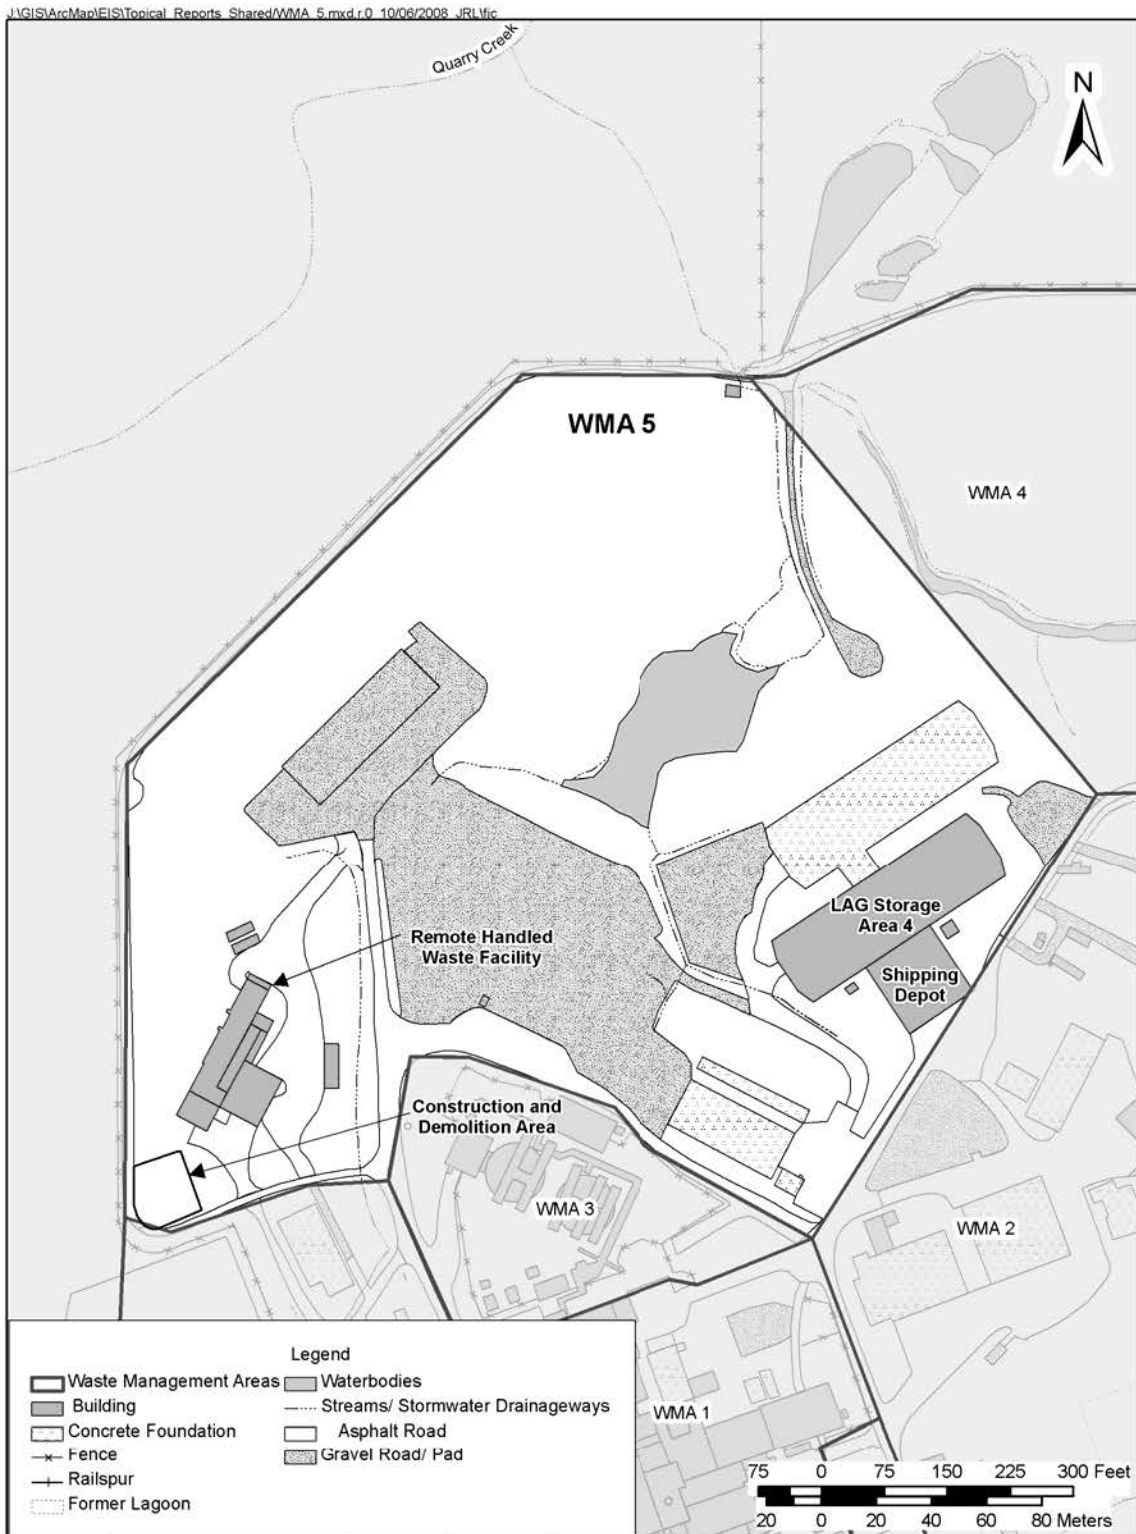 J:\GIS\ArcMap\EIS\Topical_Reports_Shared\WMA_5.mxd.r.0 10/06/2008 JRL\fjc
Quarry Creek
N
WMA 5
WMA 4
LAG Storage
Area 4
Remote Handled
Waste Facility
Shipping
Depot
Construction and
Demolition Area
WMA 3
WMA 2
WMA 1
Legend
Waste Management Areas
Waterbodies
Building
Streams/ Stormwater Drainageways
Concrete Foundation
Asphalt Road
Fence
Gravel Road/ Pad
Railspur
Former Lagoon
75 0 75 150 225 300 Feet
20 0 20 40 60 80 Meters